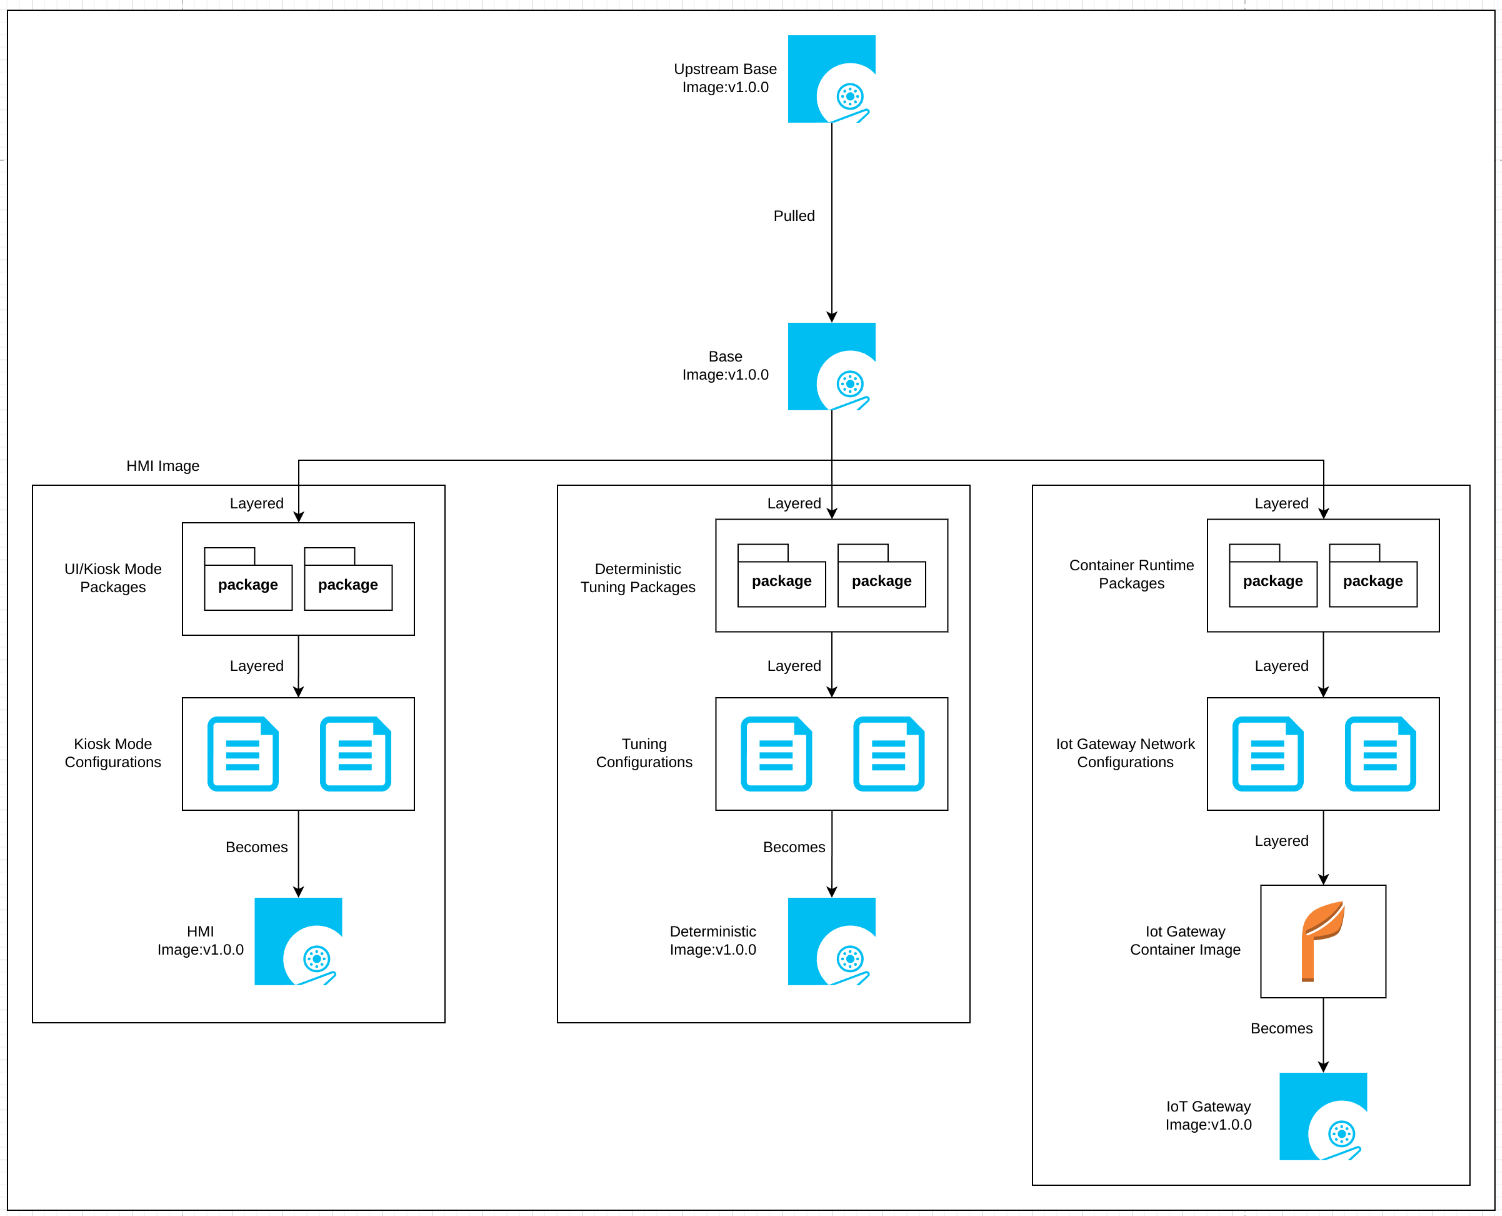 Upstream Base
Image:v1.0.0
Pulled
Base
Image:v1.0.0
HMI Image
Layered
UI/Kiosk Mode
Packages
package
package
Layered
Kiosk Mode
Configurations
Becomes
HMI
Image:v1.0.0
Layered
Deterministic
Tuning Packages
package
package
Layered
Tuning
Configurations
Becomes
Deterministic
Image:v1.0.0
Layered
Container Runtime
Packages
package
package
Layered
Iot Gateway Network
Configurations
Layered
Iot Gateway
Container Image
Becomes
IoT Gateway
Image:v1.0.0